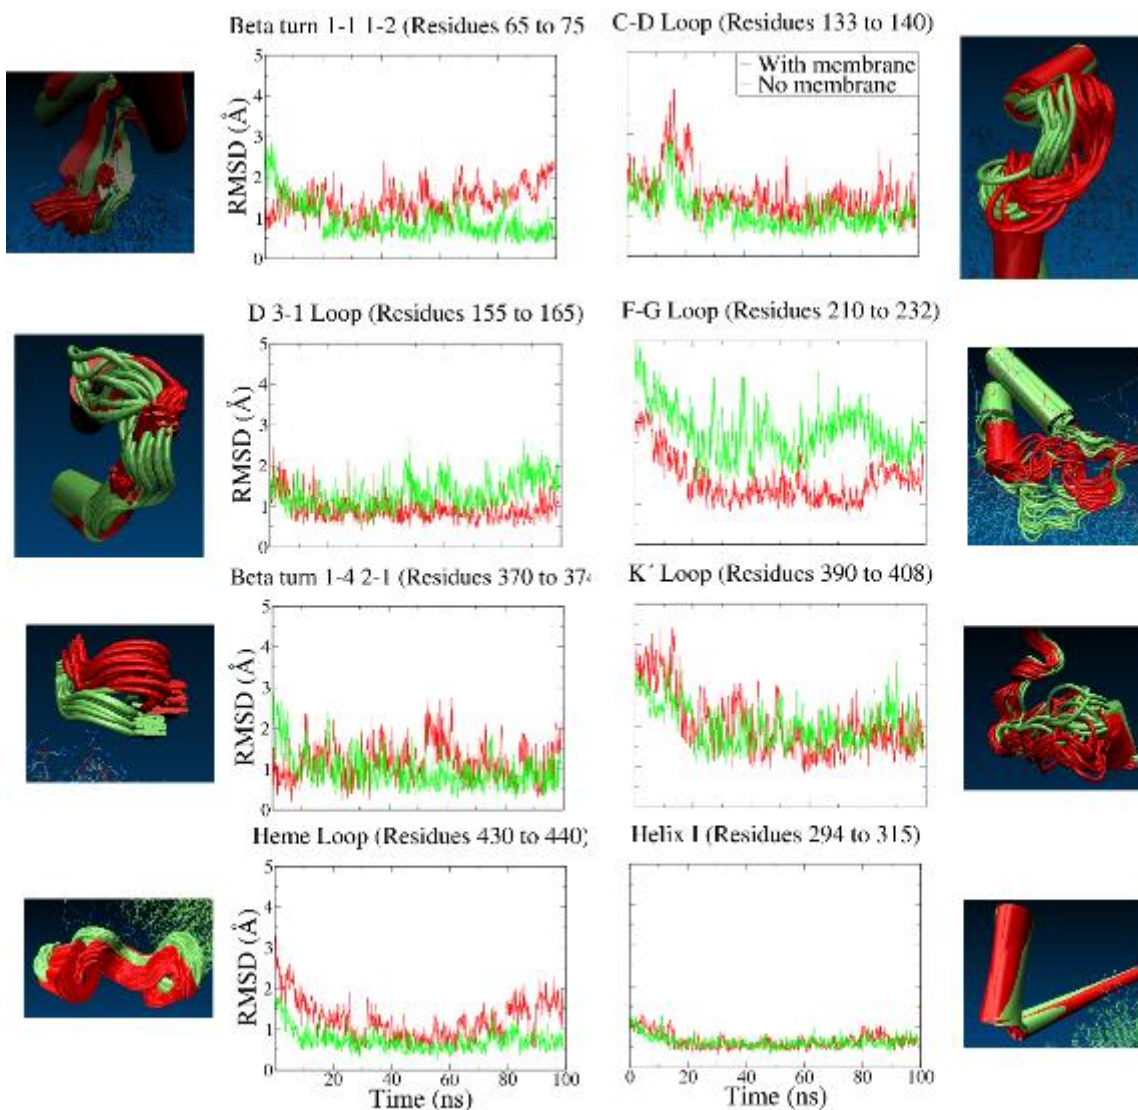 Beta turn 1-1 1-2 (Residues 65 to 75
C-D Loop (Residues 133 to 140)
With membrane
No membrane
RMSD (Å)
5
4
3
2
1
0
D 3-1 Loop (Residues 155 to 165)
F-G Loop (Residues 210 to 232)
RMSD (Å)
5
4
3
2
1
0
Beta turn 1-4 2-1 (Residues 370 to 374
K´ Loop (Residues 390 to 408)
RMSD (Å)
5
4
3
2
1
0
Heme Loop (Residues 430 to 440)
Helix I (Residues 294 to 315)
RMSD (Å)
5
4
3
2
1
0
20 40 60 80 100
0 20 40 60 80 100
Time (ns)
Time (ns)